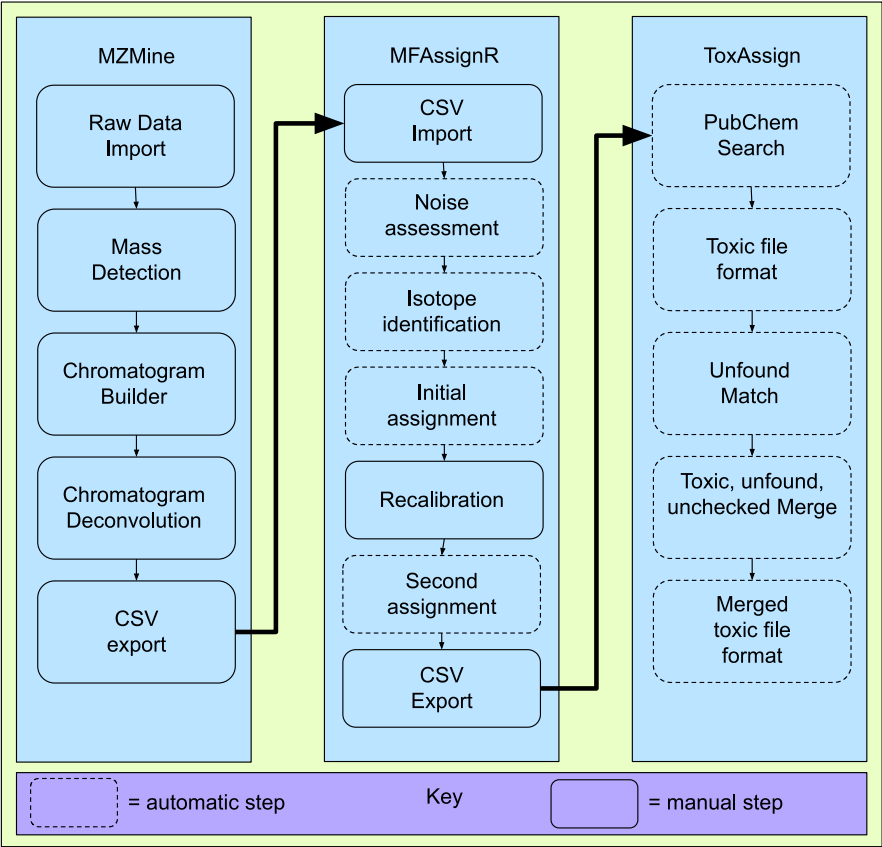 MZMine
Raw Data
Import
Mass
Detection
Chromatogram
Builder
Chromatogram
Deconvolution
CSV
export
MFAssignR
CSV
Import
Noise
assessment
Isotope
identification
Initial
assignment
Recalibration
Second
assignment
CSV
Export
ToxAssign
PubChem
Search
Toxic file
format
Unfound
Match
Toxic, unfound,
unchecked Merge
Merged
toxic file
format
= automatic step
Key
= manual step